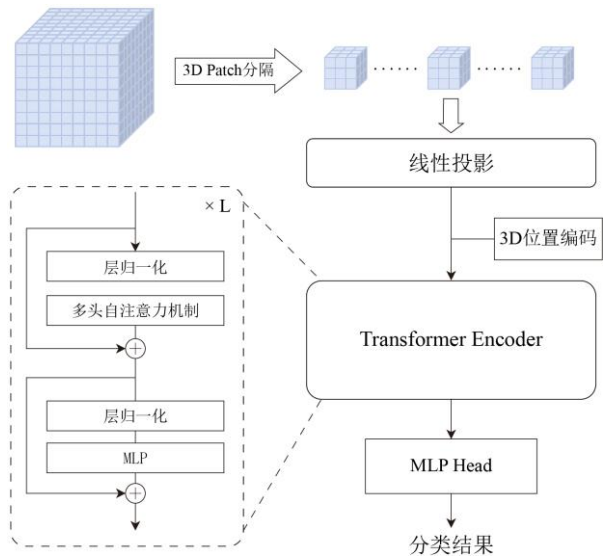 3D Patch分隔
线性投影
× L
3D位置编码
层归一化
多头自注意力机制
Transformer Encoder
层归一化
MLP
MLP Head
分类结果